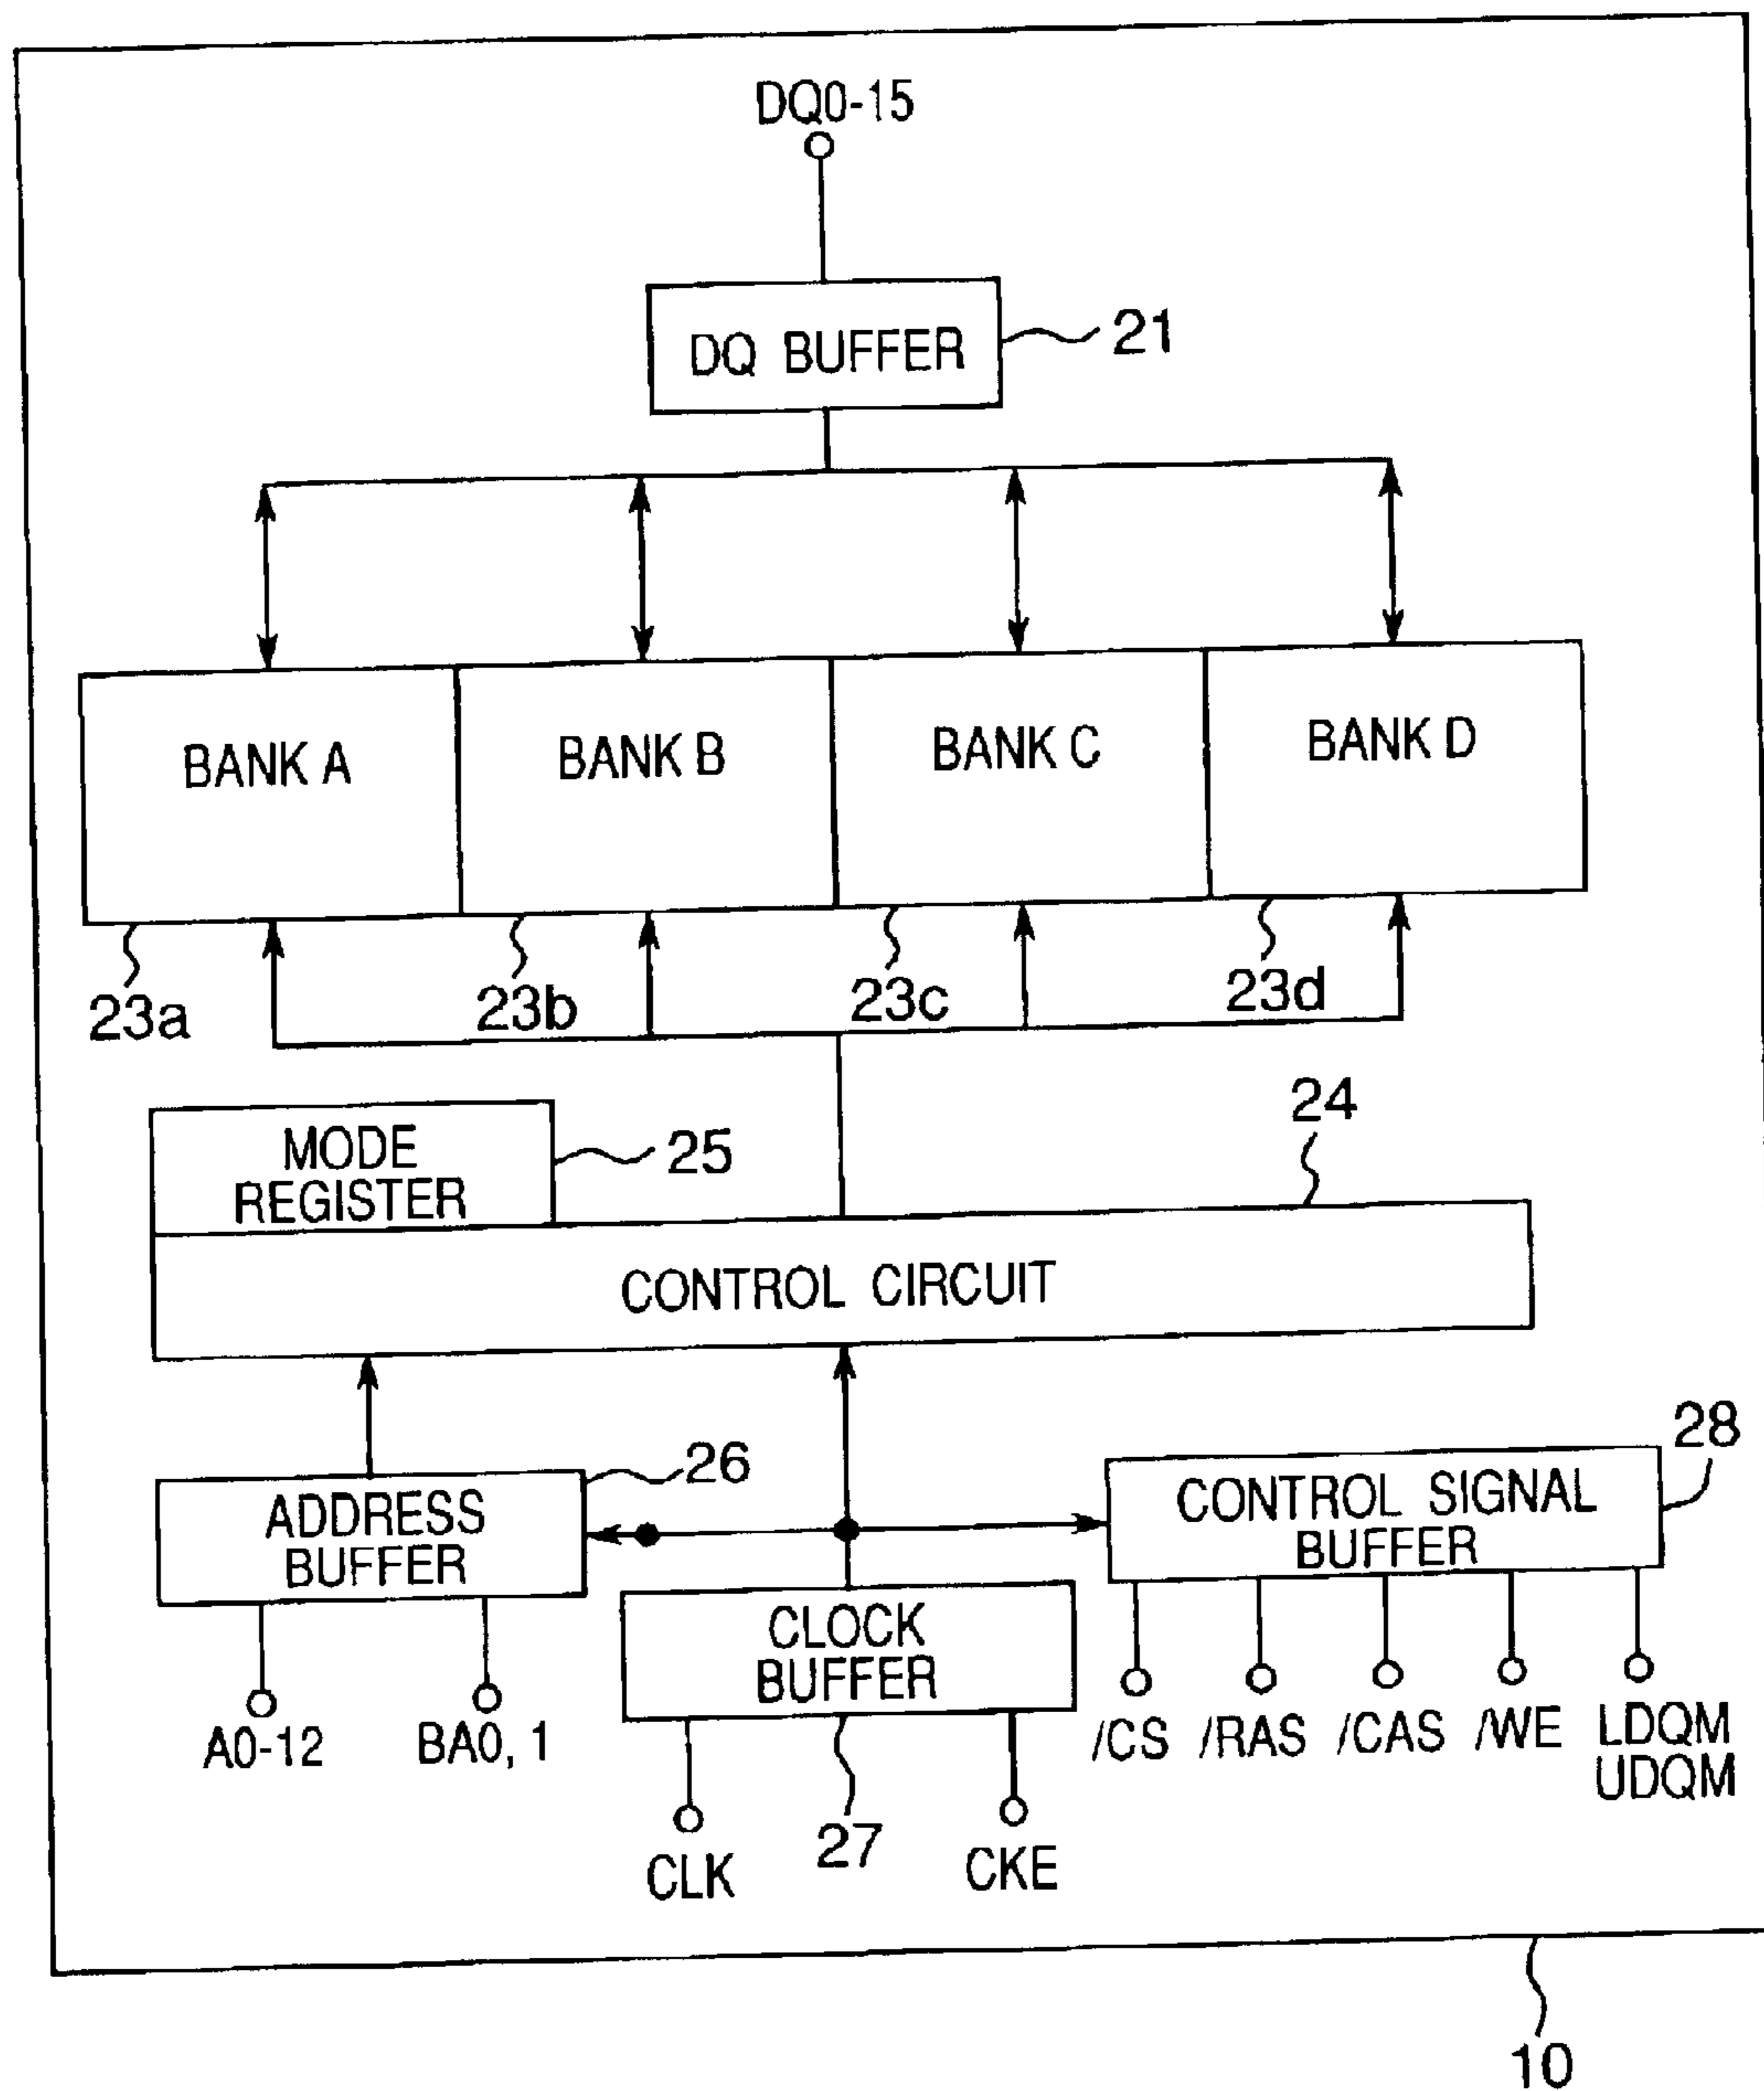 DQ0-15
DQ BUFFER
21
BANK A
BANK B
BANK C
BANK D
23a
23b
23c
23d
24
MODE
REGISTER
25
CONTROL CIRCUIT
26
28
ADDRESS
BUFFER
CONTROL SIGNAL
BUFFER
CLOCK
BUFFER
A0-12
BA0, 1
/CS
/RAS
/CAS
/WE
LDQM
UDQM
CLK
27
CKE
10